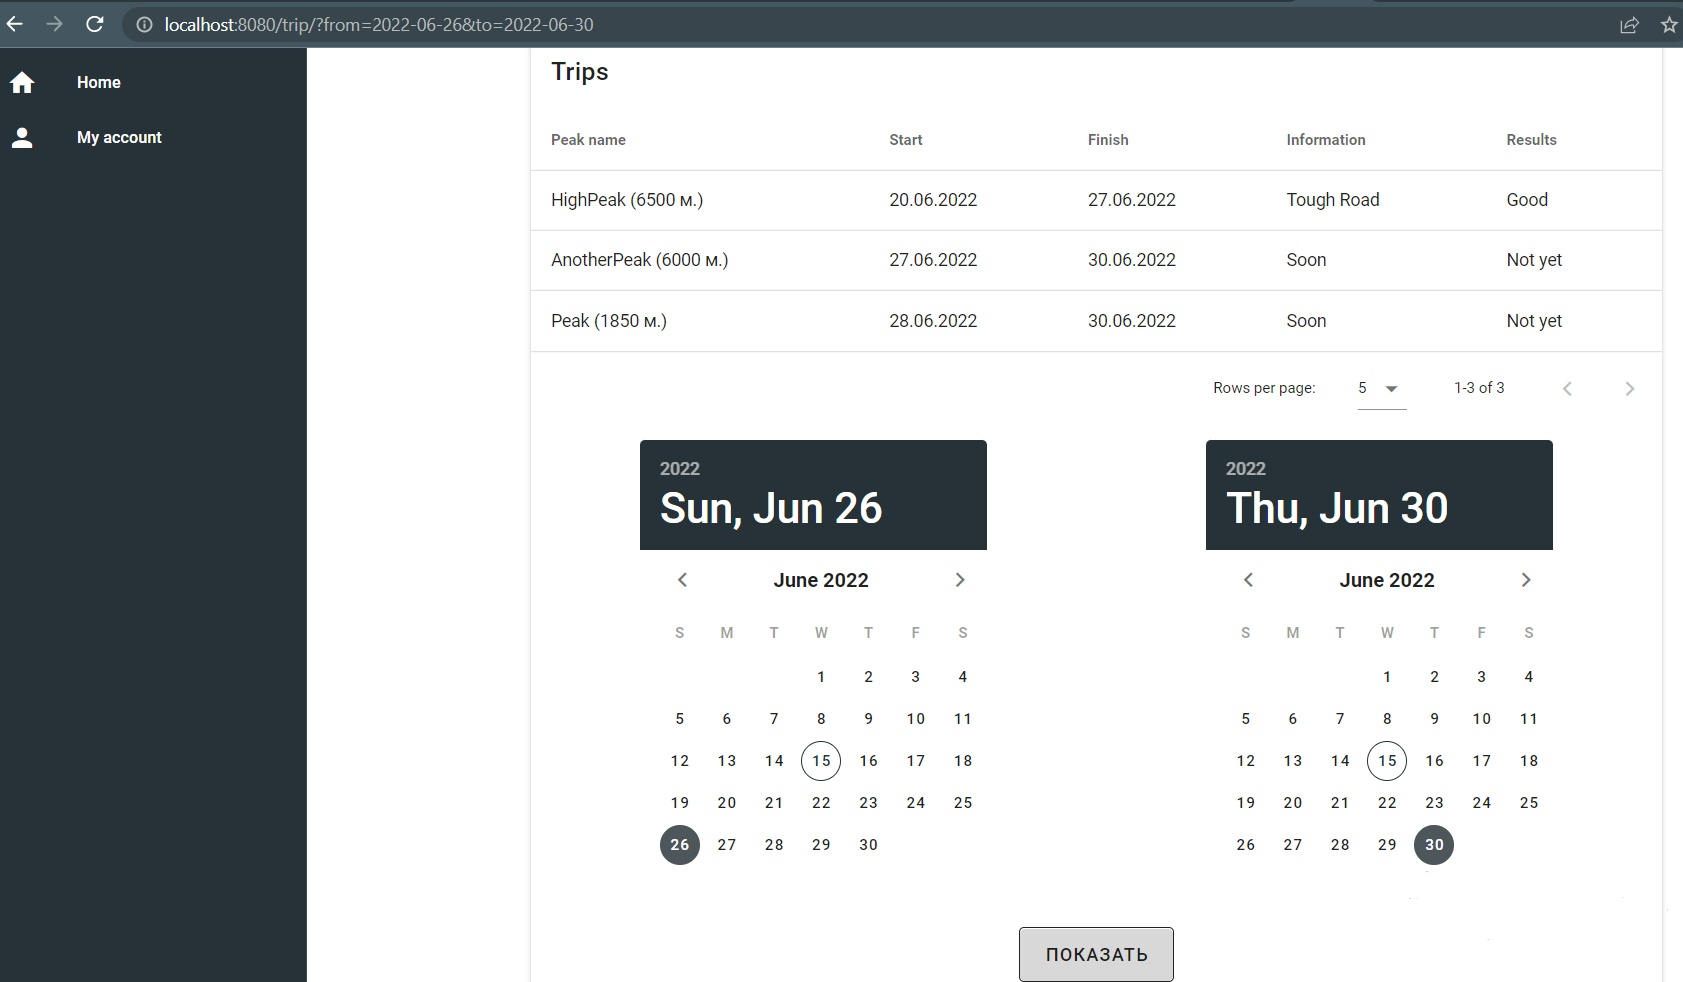 localhost:8080/trip/?from=2022-06-26&to=2022-06-30
Home
My account
Trips
Peak name Start Finish Information Results
HighPeak (6500 м.) 20.06.2022 27.06.2022 Tough Road Good
AnotherPeak (6000 м.) 27.06.2022 30.06.2022 Soon Not yet
Peak (1850 м.) 28.06.2022 30.06.2022 Soon Not yet
Rows per page: 5 1-3 of 3
2022
Sun, Jun 26
June 2022
S M T W T F S
1 2 3 4
5 6 7 8 9 10 11
12 13 14 15 16 17 18
19 20 21 22 23 24 25
26 27 28 29 30
2022
Thu, Jun 30
June 2022
S M T W T F S
1 2 3 4
5 6 7 8 9 10 11
12 13 14 15 16 17 18
19 20 21 22 23 24 25
26 27 28 29 30
ПОКАЗАТЬ